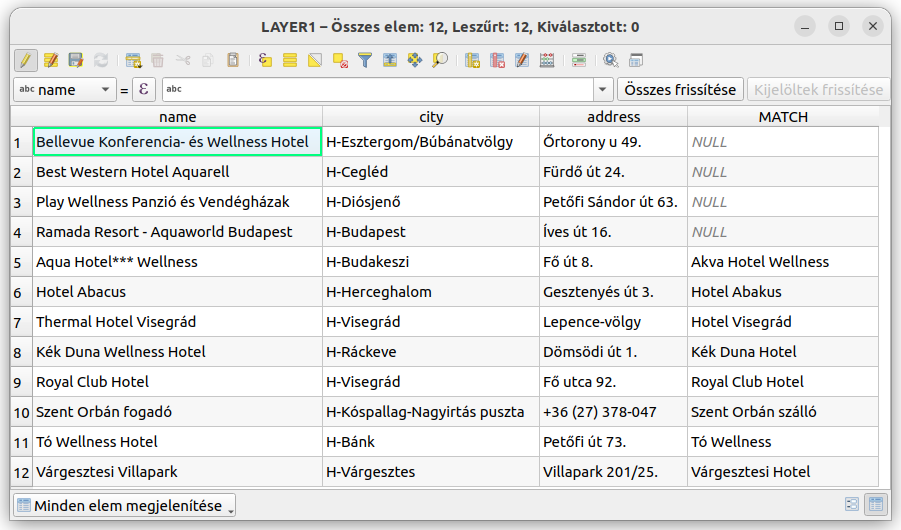 LAYER1 – Összes elem: 12, Leszűrt: 12, Kiválasztott: 0
abc name = ε abc Összes frissítése Kijelöltek frissítése
name city address MATCH
1 Bellevue Konferencia- és Wellness Hotel H-Esztergom/Búbánatvölgy Őrtorony u 49. NULL
2 Best Western Hotel Aquarell H-Cegléd Fürdő út 24. NULL
3 Play Wellness Panzió és Vendégházak H-Diósjenő Petőfi Sándor út 63. NULL
4 Ramada Resort - Aquaworld Budapest H-Budapest Íves út 16. NULL
5 Aqua Hotel*** Wellness H-Budakeszi Fő út 8. Akva Hotel Wellness
6 Hotel Abacus H-Herceghalom Gesztenyés út 3. Hotel Abakus
7 Thermal Hotel Visegrád H-Visegrád Lepence-völgy Hotel Visegrád
8 Kék Duna Wellness Hotel H-Ráckeve Dömsödi út 1. Kék Duna Hotel
9 Royal Club Hotel H-Visegrád Fő utca 92. Royal Club Hotel
10 Szent Orbán fogadó H-Kóspallag-Nagyirtás puszta +36 (27) 378-047 Szent Orbán szálló
11 Tó Wellness Hotel H-Bánk Petőfi út 73. Tó Wellness
12 Várgesztesi Villapark H-Várgesztes Villapark 201/25. Várgesztesi Hotel
Minden elem megjelenítése